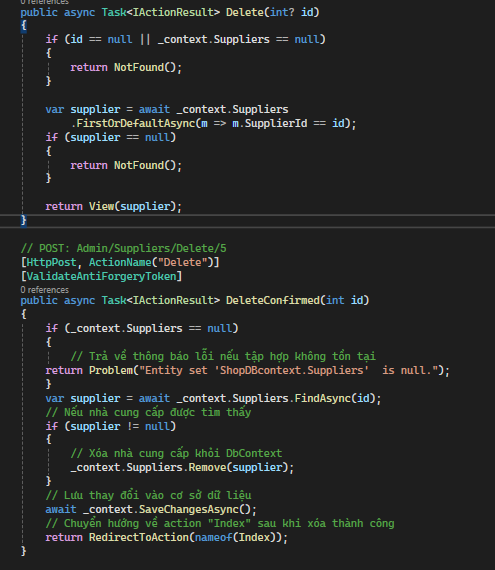 0 references
public async Task<IActionResult> Delete(int? id)
{
if (id == null || _context.Suppliers == null)
{
return NotFound();
}
var supplier = await _context.Suppliers
.FirstOrDefaultAsync(m => m.SupplierId == id);
if (supplier == null)
{
return NotFound();
}
return View(supplier);
}
// POST: Admin/Suppliers/Delete/5
[HttpPost, ActionName("Delete")]
[ValidateAntiForgeryToken]
0 references
public async Task<IActionResult> DeleteConfirmed(int id)
{
if (_context.Suppliers == null)
{
// Trả về thông báo lỗi nếu tập hợp không tồn tại
return Problem("Entity set 'ShopDBcontext.Suppliers'  is null.");
}
var supplier = await _context.Suppliers.FindAsync(id);
// Nếu nhà cung cấp được tìm thấy
if (supplier != null)
{
// Xóa nhà cung cấp khỏi DbContext
_context.Suppliers.Remove(supplier);
}
// Lưu thay đổi vào cơ sở dữ liệu
await _context.SaveChangesAsync();
// Chuyển hướng về action "Index" sau khi xóa thành công
return RedirectToAction(nameof(Index));
}